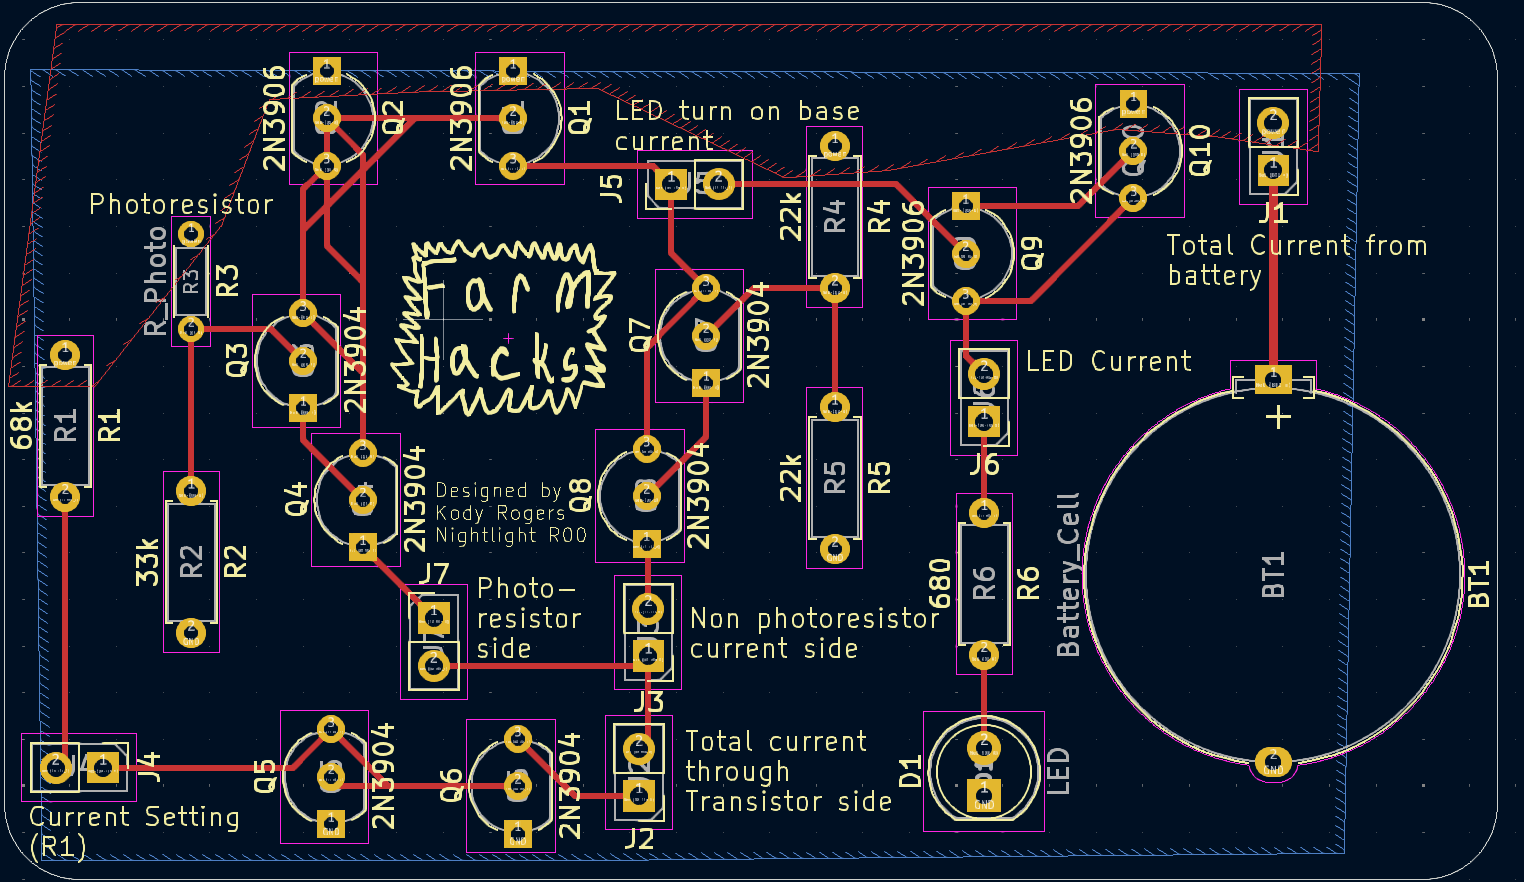 2N3906
Q2
2N3906
Q1
LED turn on base
current
J5
22k
R4
R4
2N3906
Q9
2N3906
Q10
J1
Total Current from
battery
Photoresistor
R_Photo
R3
R3
68k
R1
R1
Q3
2N3904
Farm
Hacks
Q7
2N3904
LED Current
J6
33k
R2
R2
Q4
2N3904
Designed by
Kody Rogers
Nightlight R00
Q8
2N3904
22k
R5
R5
680
R6
R6
Battery_Cell
+
BT1
BT1
J7
Photo-
resistor
side
Non photoresistor
current side
J3
J4
Current Setting
(R1)
Q5
2N3904
Q6
2N3904
J2
Total current
through
Transistor side
D1
LED
GND